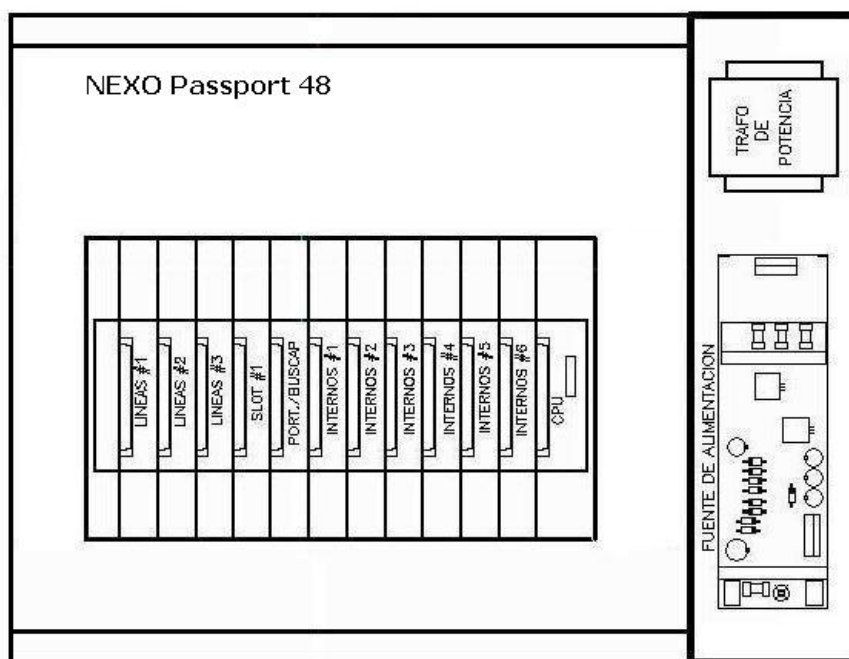 NEXO Passport 48
TRAFO
DE
POTENCIA
LINEAS #1
LINEAS #2
LINEAS #3
SLOT #1
PORT./BUSCAP
INTERNOS #1
INTERNOS #2
INTERNOS #3
INTERNOS #4
INTERNOS #5
INTERNOS #6
CPU
FUENTE DE ALIMENTACION